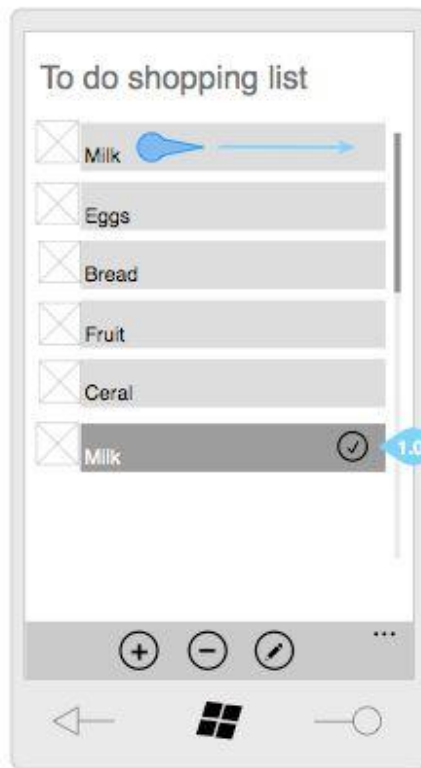 To do shopping list
Milk
Eggs
Bread
Fruit
Ceral
Milk
1.0